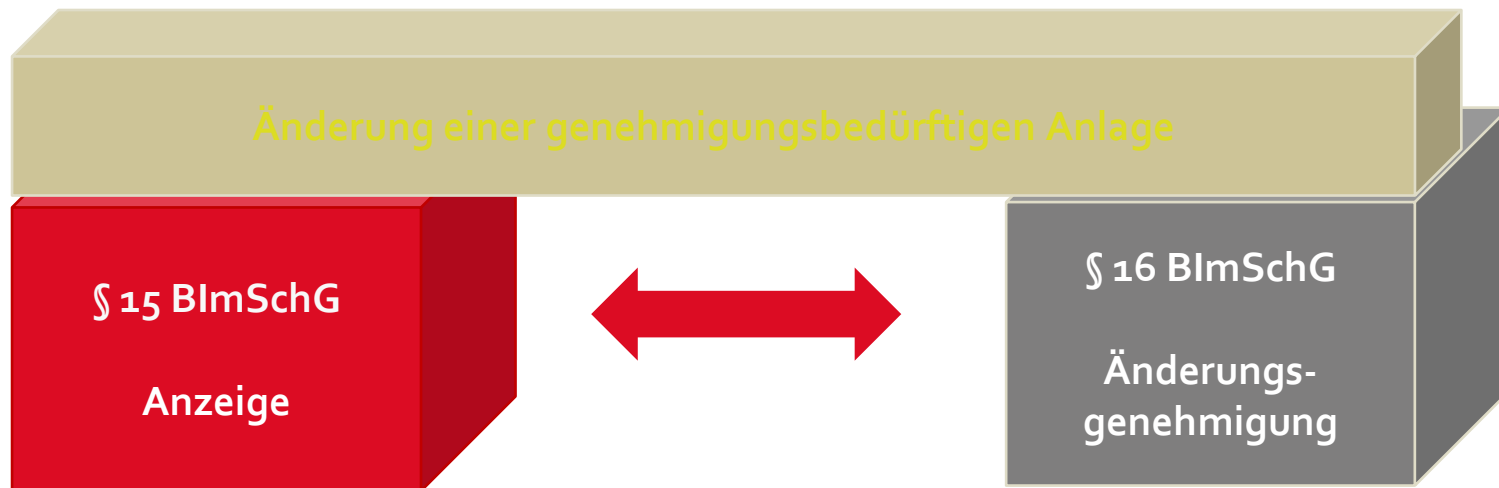 Änderung einer genehmigungsbedürftigen Anlage
§ 15 BImSchG
Anzeige
§ 16 BImSchG
Änderungs-
genehmigung